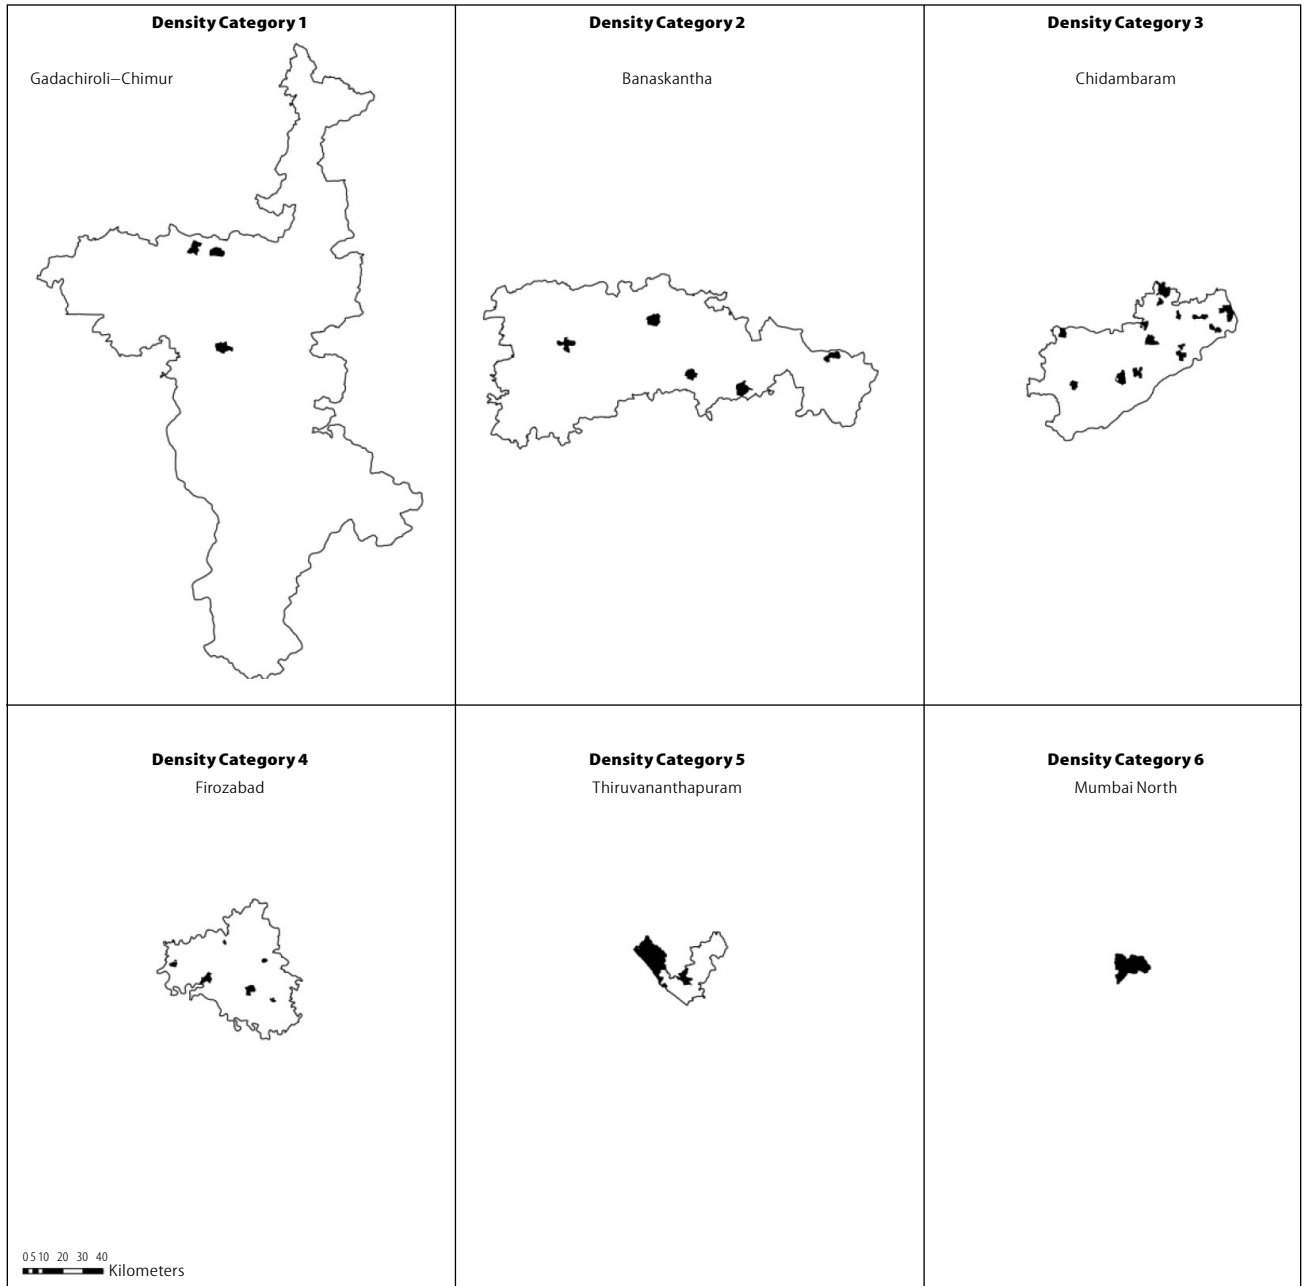 Density Category 1
Gadachiroli–Chimur
Density Category 2
Banaskantha
Density Category 3
Chidambaram
Density Category 4
Firozabad
Density Category 5
Thiruvananthapuram
Density Category 6
Mumbai North
0 5 10 20 30 40
Kilometers